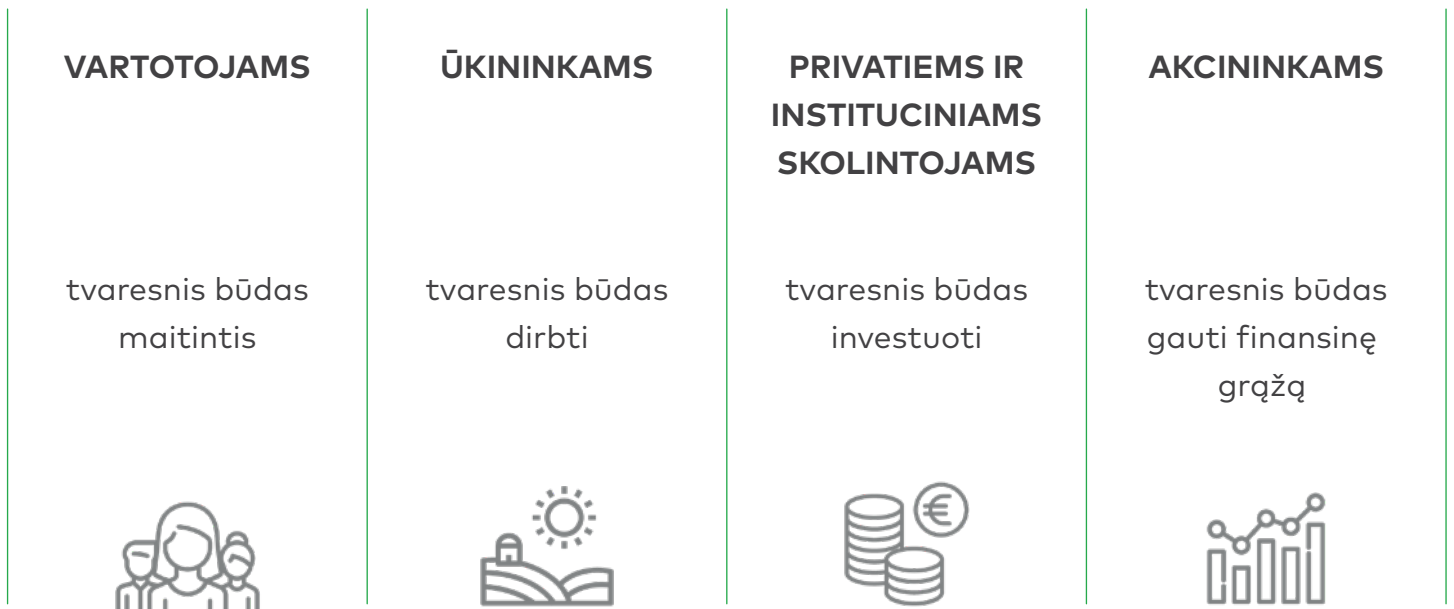 VARTOTOJAMS
tvaresnis būdas
maitintis
ŪKININKAMS
tvaresnis būdas
dirbti
PRIVATIEMS IR
INSTITUCINIAMS
SKOLINTOJAMS
tvaresnis būdas
investuoti
€
AKCININKAMS
tvaresnis būdas
gauti finansinę
grąžą